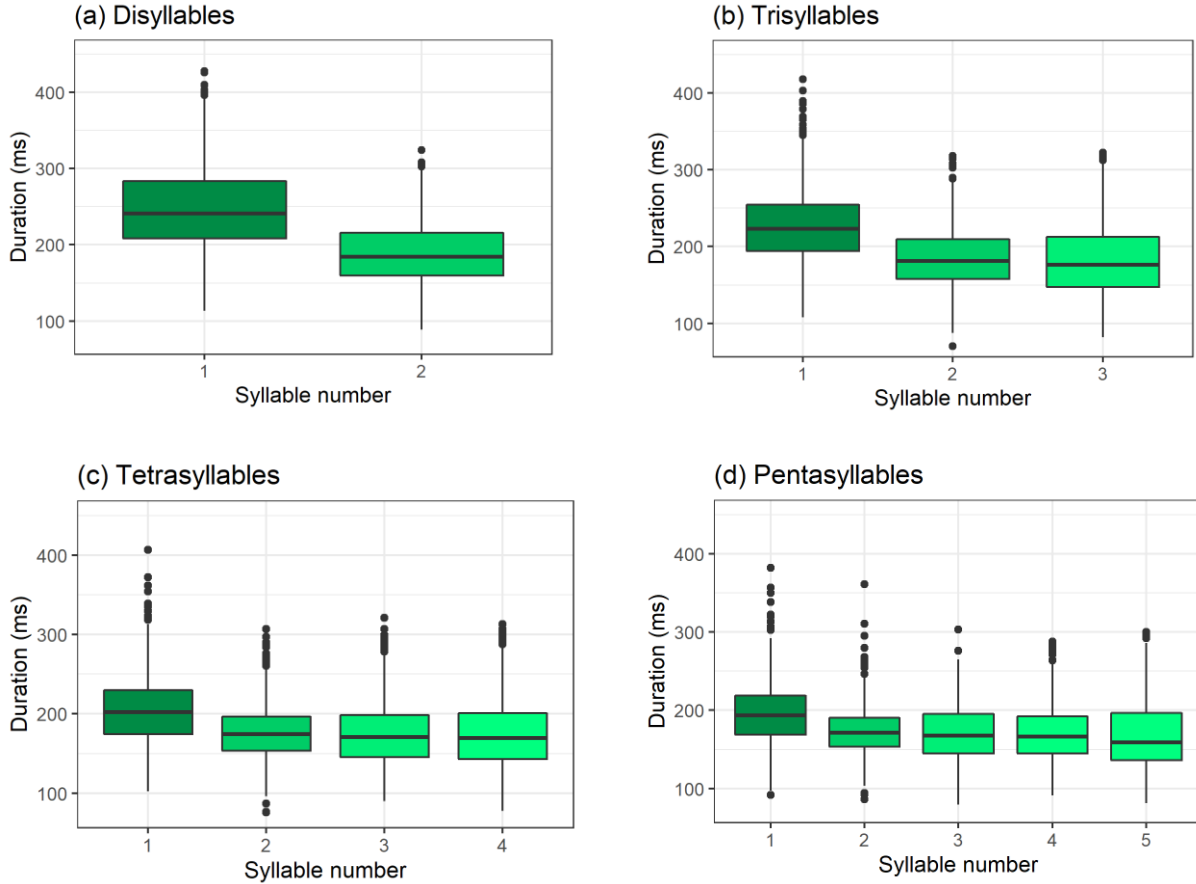 (a) Disyllables
Duration (ms)
400
300
200
100
1 2
Syllable number
(b) Trisyllables
Duration (ms)
400
300
200
100
1 2 3
Syllable number
(c) Tetrasyllables
Duration (ms)
400
300
200
100
1 2 3 4
Syllable number
(d) Pentasyllables
Duration (ms)
400
300
200
100
1 2 3 4 5
Syllable number